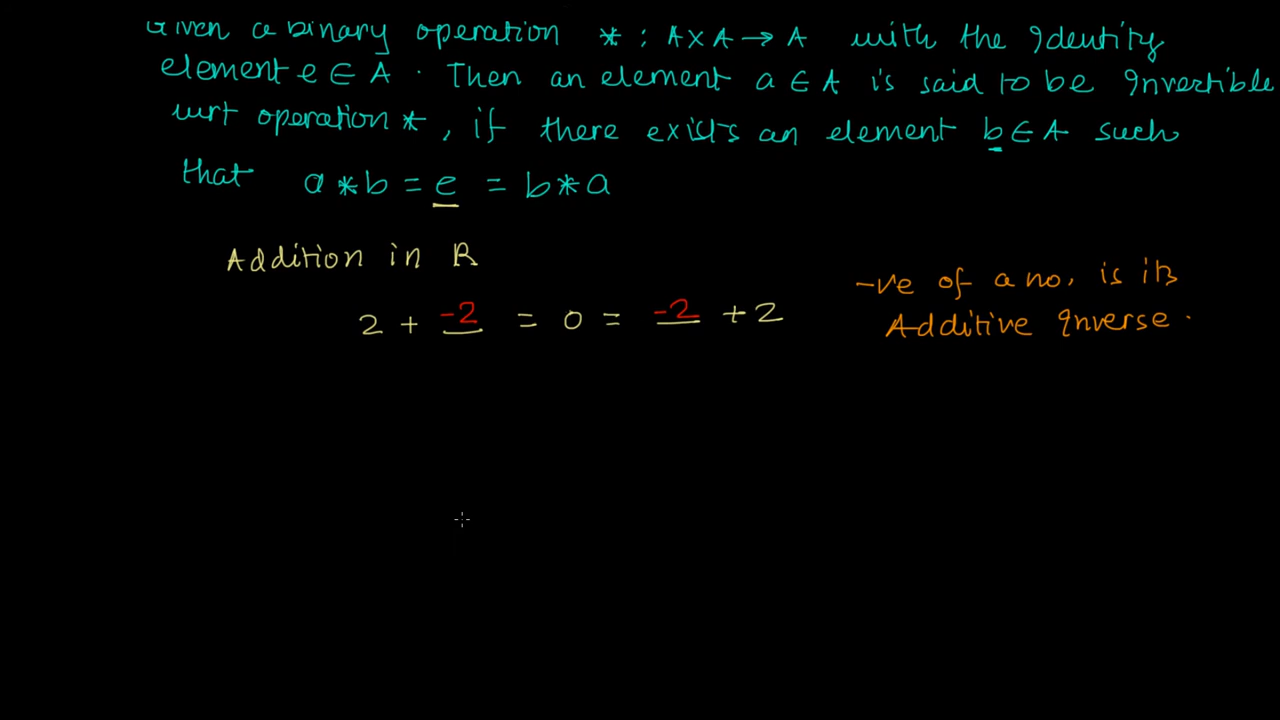 Given a binary operation * : A×A → A with the Identity
element e ∈ A . Then an element a ∈ A is said to be Invertible
wrt operation * , if there exists an element b ∈ A such
that a * b = e = b * a
Addition in R
2 + -2 = 0 = -2 + 2
-ve of a no. is its
Additive Inverse .